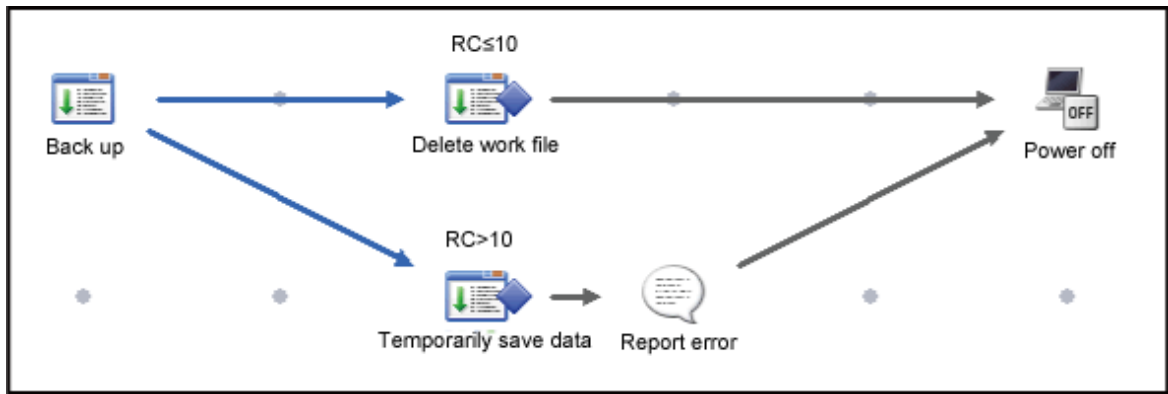 RC≤10
OFF
Back up
Delete work file
Power off
RC>10
Temporarily save data
Report error